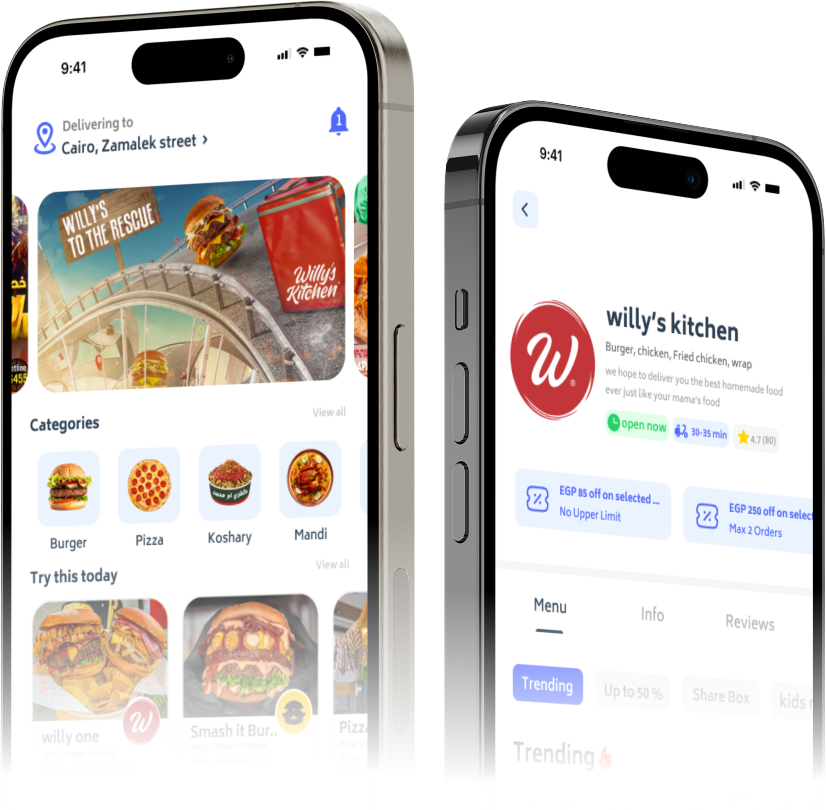 9:41
Delivering to
Cairo, Zamalek street
1
WILLY'S
TO THE RESCUE
Willy's
Kitchen
Categories
View all
Burger
Pizza
Koshary
Mandi
Try this today
View all
willy one
W
Smash it Bur..
Pizz
9:41
W
®
willy's kitchen
Burger, chicken, Fried chicken, wrap
we hope to deliver you the best homemade food
ever just like your mama's food
open now
30-35 min
4.7 (80)
EGP 85 off on selected ...
No Upper Limit
EGP 250 off on select
Max 2 Orders
Menu
Info
Reviews
Trending
Up to 50 %
Share Box
kids
Trending